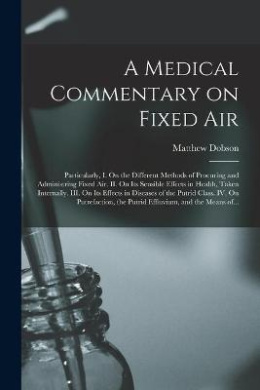 A Medical
Commentary on
Fixed Air
Particularly, I. On the Different Methods of Procuring and
Administering Fixed Air. II. On Its Sensible Effects in Health, Taken
Internally. III. On Its Effects in Diseases of the Putrid Class. IV. On
Putrefaction, the Putrid Effluvium, and the Means of...
Matthew Dobson